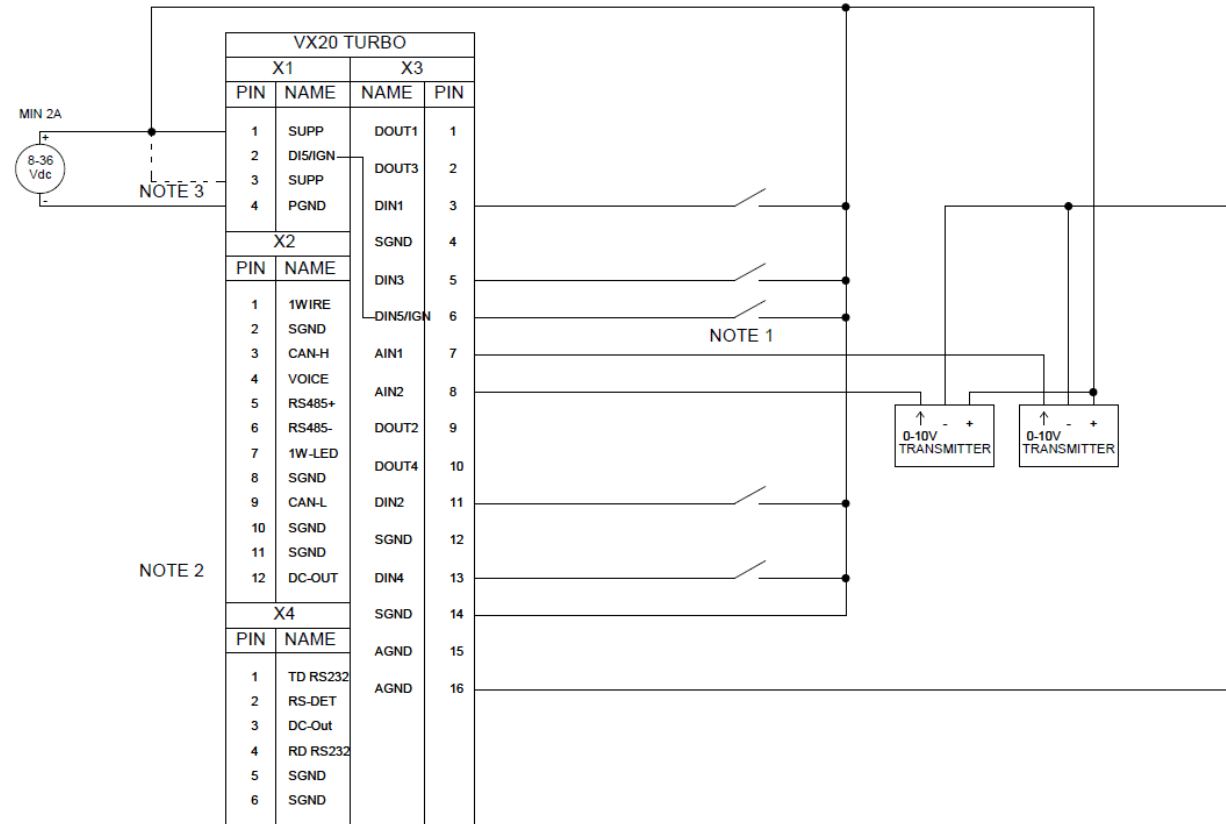 VX20 TURBO
X1 X3
PIN NAME NAME PIN
MIN 2A
+
8-36
Vdc
-
NOTE 3
1 SUPP DOUT1 1
2 DI5/IGN
DOUT3 2
3 SUPP
4 PGND DIN1 3
X2 SGND 4
PIN NAME
DIN3 5
1 1WIRE
DIN5/IGN 6
2 SGND
NOTE 1
3 CAN-H AIN1 7
4 VOICE
AIN2 8
5 RS485+
6 RS485- DOUT2 9
7 1W-LED
DOUT4 10
8 SGND
9 CAN-L DIN2 11
10 SGND
SGND 12
11 SGND
NOTE 2
12 DC-OUT DIN4 13
X4 SGND 14
PIN NAME
AGND 15
1 TD RS232
AGND 16
2 RS-DET
3 DC-Out
4 RD RS232
5 SGND
6 SGND
↑ - +
0-10V
TRANSMITTER
↑ - +
0-10V
TRANSMITTER